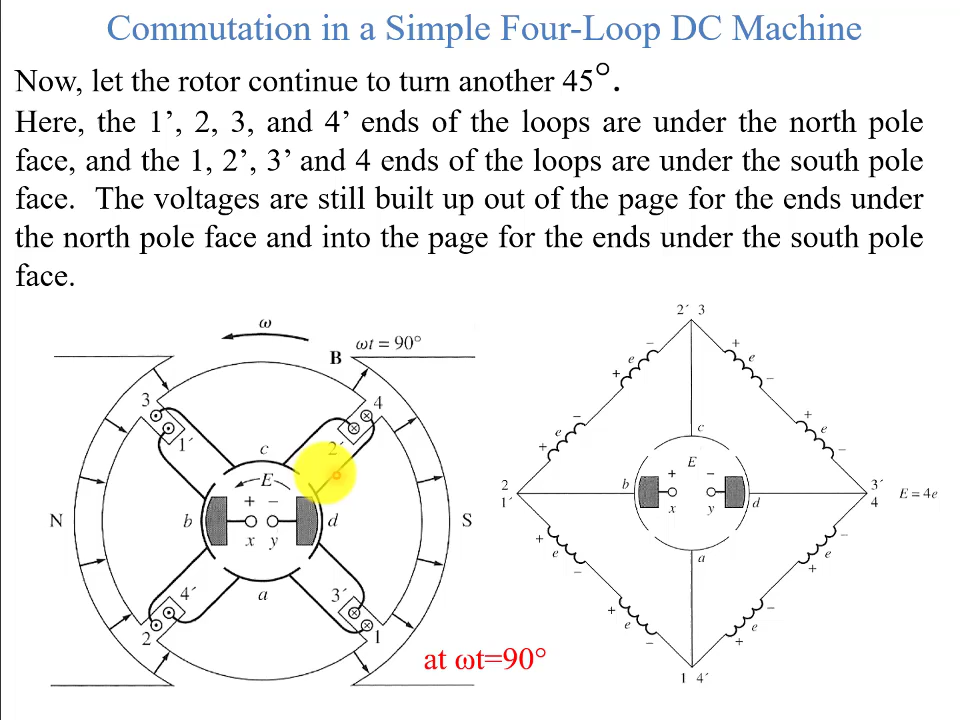 Commutation in a Simple Four-Loop DC Machine
Now, let the rotor continue to turn another 45°.
Here, the 1’, 2, 3, and 4’ ends of the loops are under the north pole
face, and the 1, 2’, 3’ and 4 ends of the loops are under the south pole
face. The voltages are still built up out of the page for the ends under
the north pole face and into the page for the ends under the south pole
face.
ω
ωt = 90°
B
3
4
1´
2´
c
E
+ −
N
b
d
S
x y
4´
a
3´
2
1
at ωt=90°
2´ 3
− +
e e
+ −
− +
e e
+ −
c
E
+ −
2
1´
b
x y
d
3´
4
E = 4e
a
+ −
e e
− +
+ −
e e
− +
1 4´